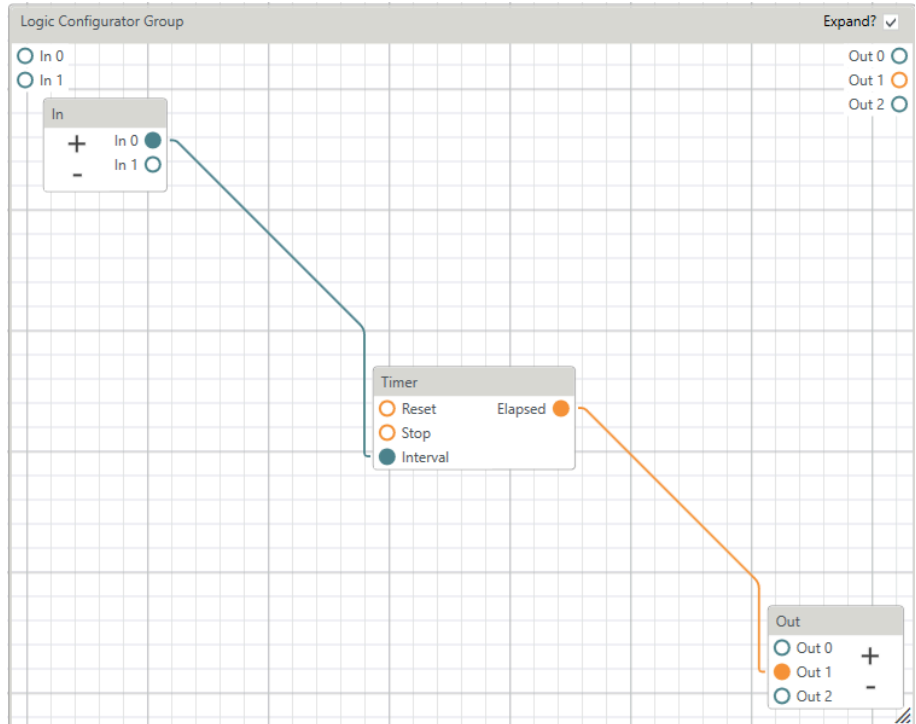 Logic Configurator Group Expand?
In 0 Out 0
In 1 Out 1
Out 2
In
+ In 0
- In 1
Timer
Reset Elapsed
Stop
Interval
Out
Out 0 +
Out 1 -
Out 2